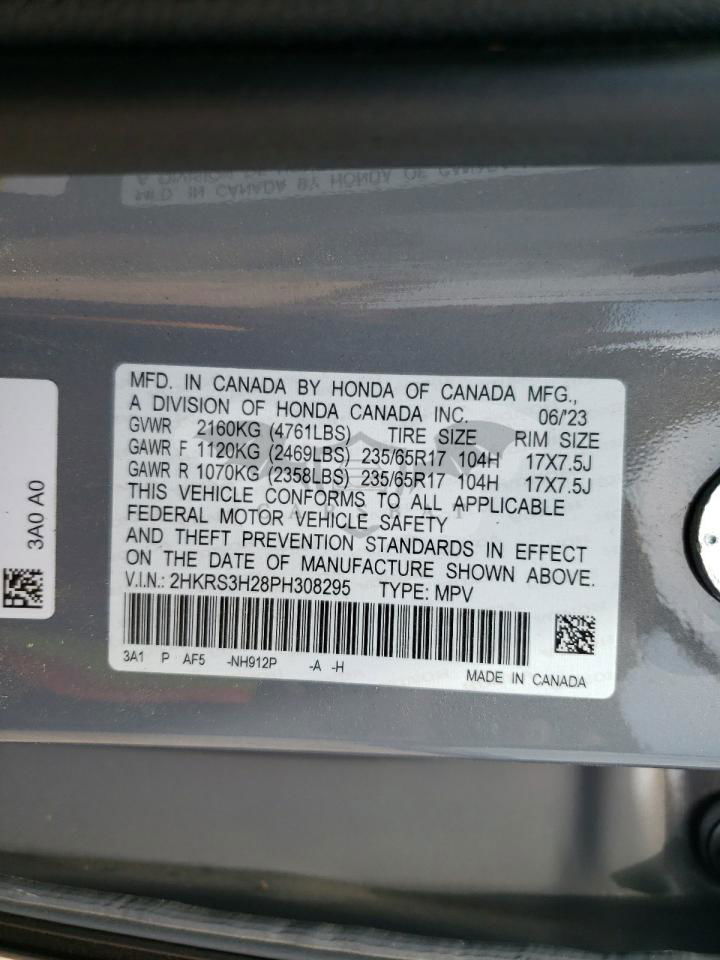 MFD. IN CANADA BY HONDA OF CANADA MFG.,
A DIVISION OF HONDA CANADA INC. 06/'23
GVWR 2160KG (4761LBS) TIRE SIZE RIM SIZE
GAWR F 1120KG (2469LBS) 235/65R17 104H 17X7.5J
GAWR R 1070KG (2358LBS) 235/65R17 104H 17X7.5J
THIS VEHICLE CONFORMS TO ALL APPLICABLE
FEDERAL MOTOR VEHICLE SAFETY
AND THEFT PREVENTION STANDARDS IN EFFECT
ON THE DATE OF MANUFACTURE SHOWN ABOVE.
V.I.N.: 2HKRS3H28PH308295 TYPE: MPV
3A1 P AF5 -NH912P -A -H
MADE IN CANADA
3A0 A0